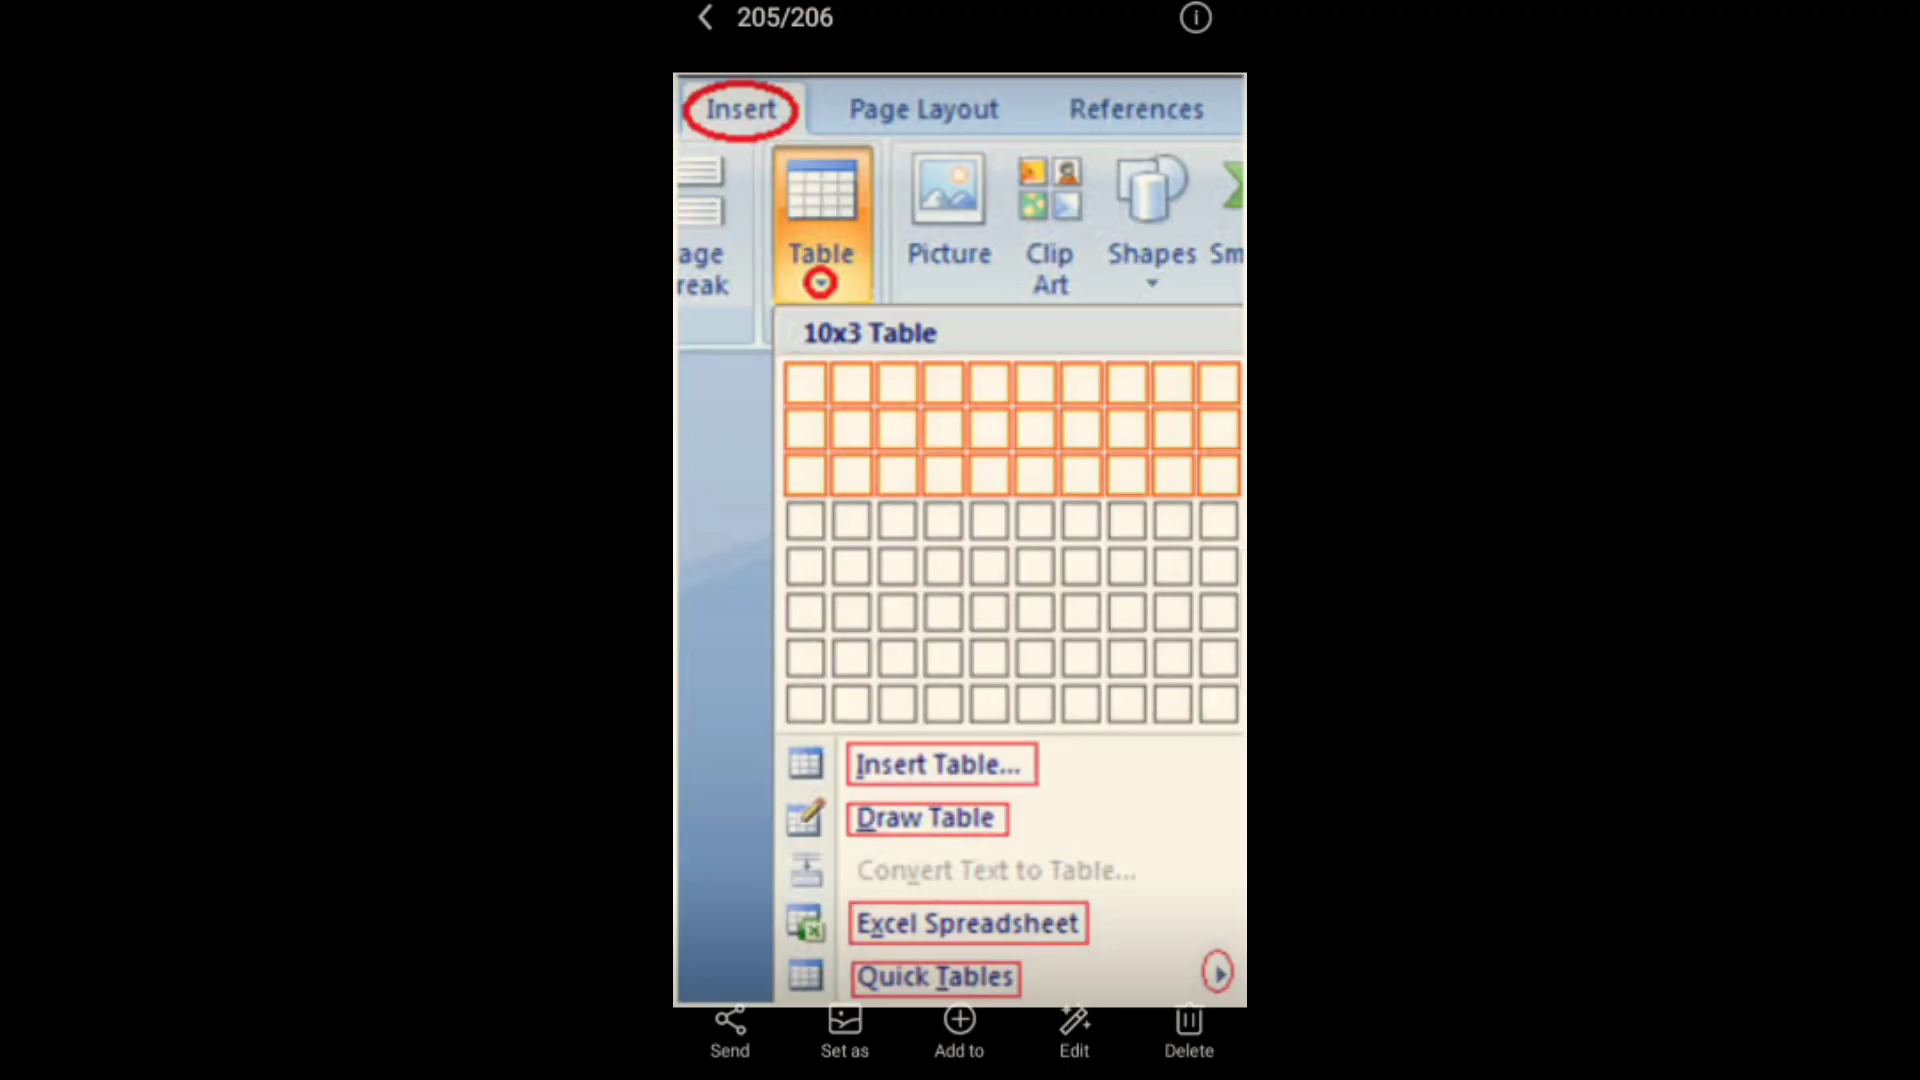 205/206
Insert Page Layout References
age
reak
Table
Picture
Clip
Art
Shapes
Sm
10x3 Table
Insert Table...
Draw Table
Convert Text to Table...
Excel Spreadsheet
Quick Tables
Send Set as Add to Edit Delete